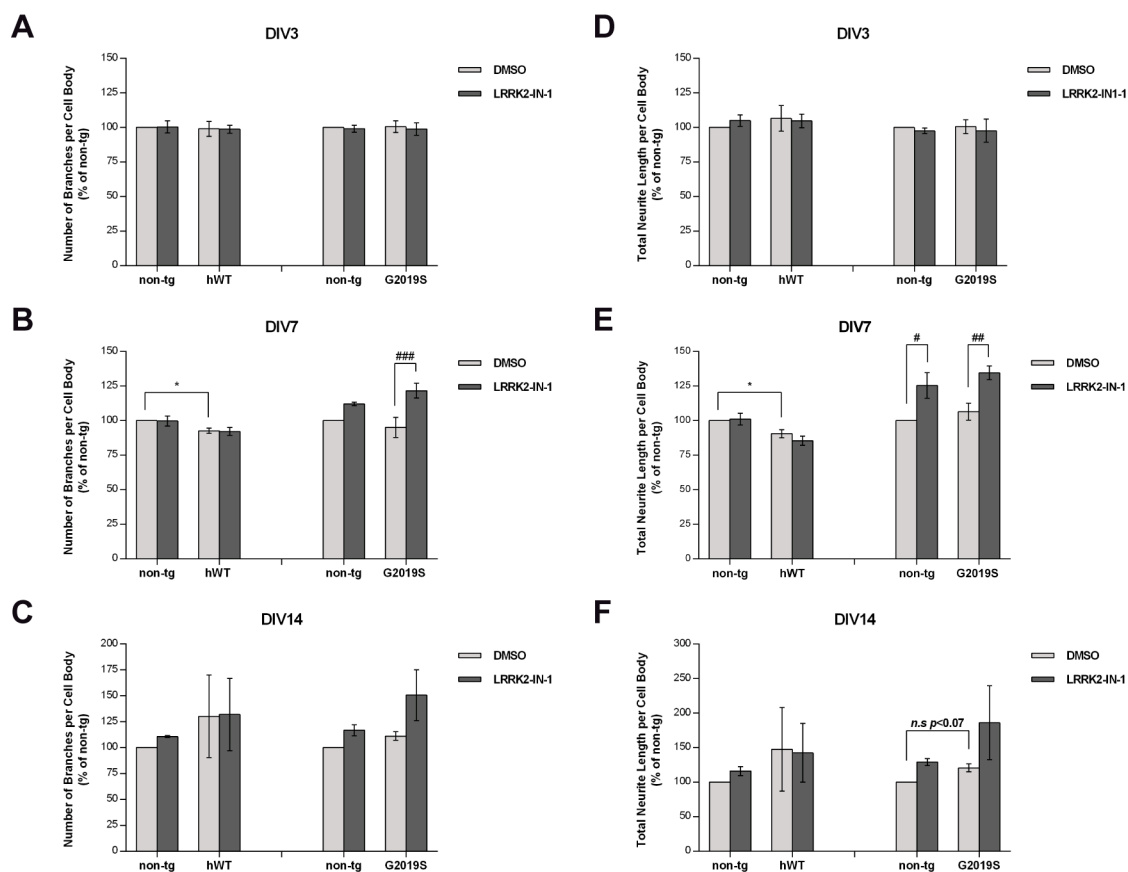 A
DIV3
Number of Branches per Cell Body
(% of non-tg)
150
125
100
75
50
25
0
non-tg
hWT
non-tg
G2019S
DMSO
LRRK2-IN-1
D
DIV3
Total Neurite Length per Cell Body
(% of non-tg)
150
125
100
75
50
25
0
non-tg
hWT
non-tg
G2019S
DMSO
LRRK2-IN1-1
B
DIV7
Number of Branches per Cell Body
(% of non-tg)
150
125
100
75
50
25
0
*
###
non-tg
hWT
non-tg
G2019S
DMSO
LRRK2-IN-1
E
DIV7
Total Neurite Length per Cell Body
(% of non-tg)
150
125
100
75
50
25
0
*
#
##
non-tg
hWT
non-tg
G2019S
DMSO
LRRK2-IN-1
C
DIV14
Number of Branches per Cell Body
(% of non-tg)
200
175
150
125
100
75
50
25
0
non-tg
hWT
non-tg
G2019S
DMSO
LRRK2-IN-1
F
DIV14
Total Neurite Length per Cell Body
(% of non-tg)
300
250
200
150
100
50
0
n.s p<0.07
non-tg
hWT
non-tg
G2019S
DMSO
LRRK2-IN-1